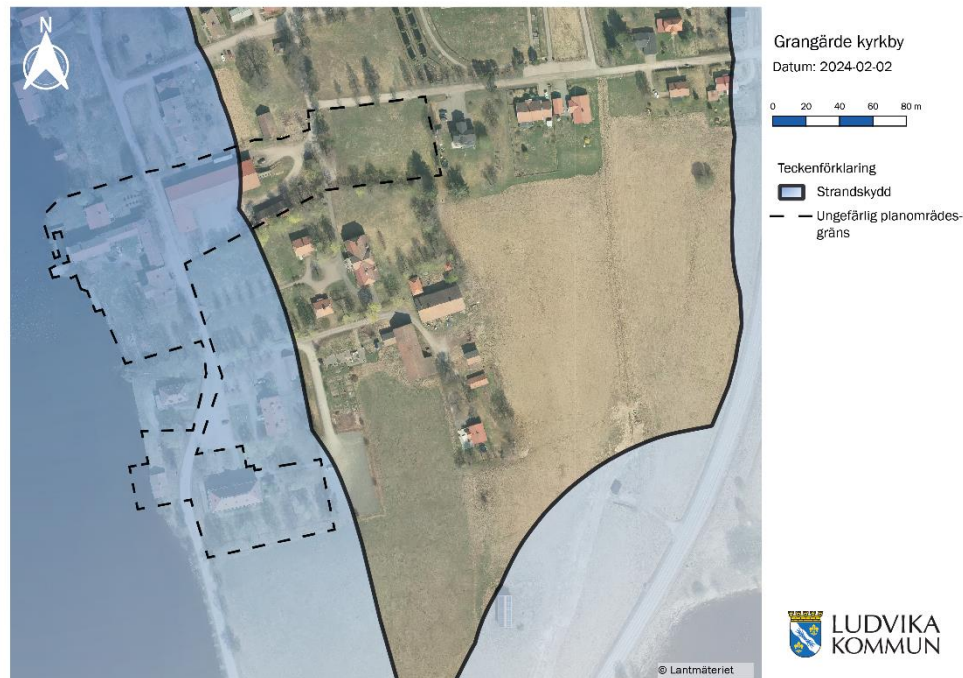 N
Grangärde kyrkby
Datum: 2024-02-02
0 20 40 60 80 m
Teckenförklaring
Strandskydd
Ungefärlig planområdes-
gräns
LUDVIKA
KOMMUN
© Lantmäteriet